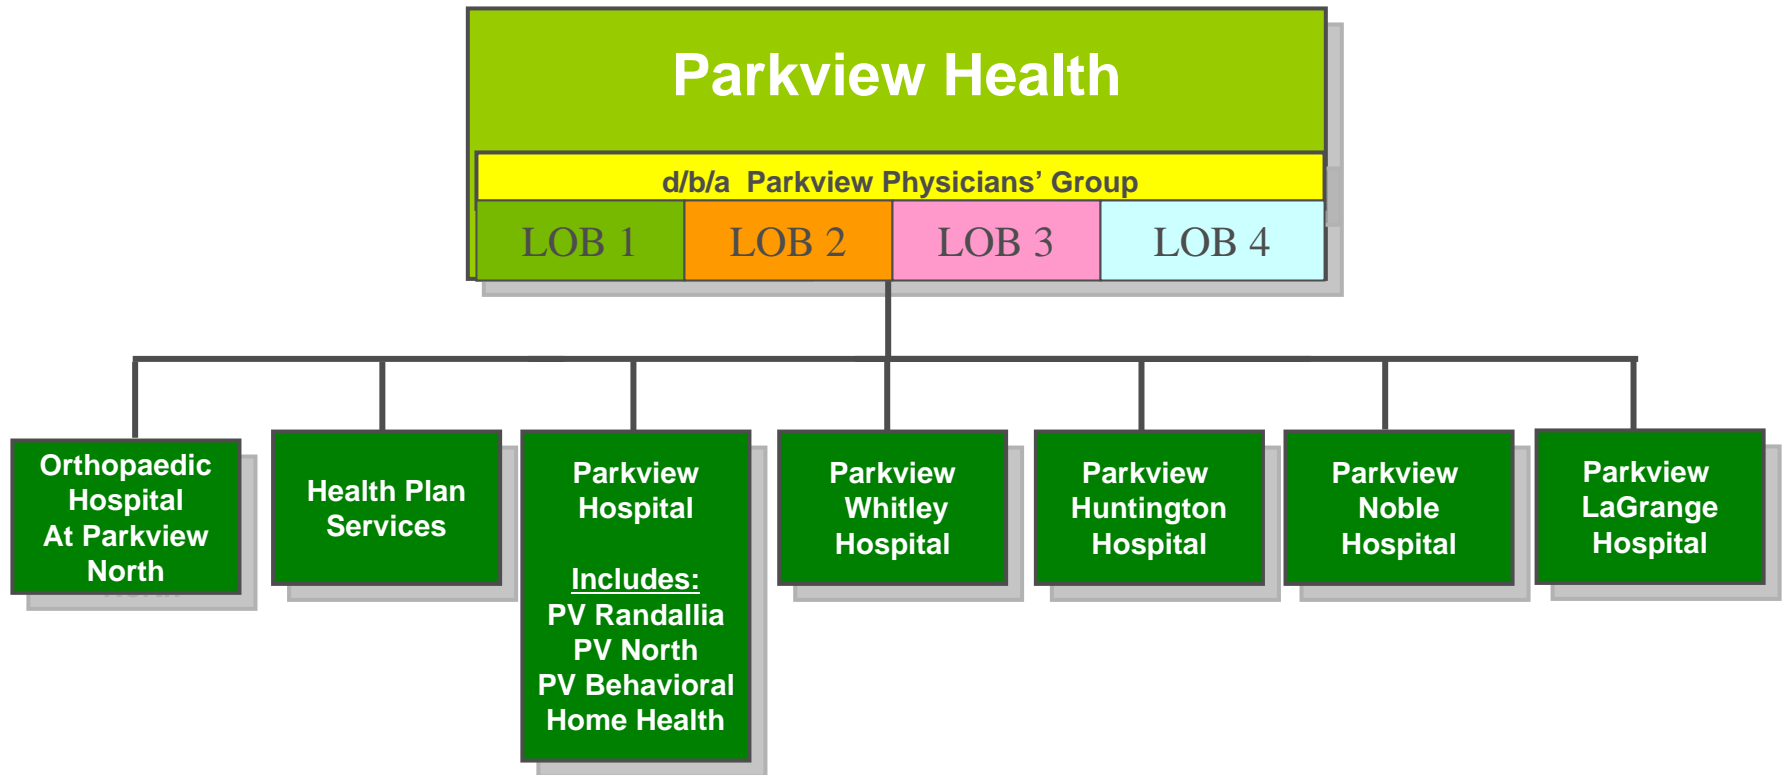 Parkview Health
d/b/a Parkview Physicians’ Group
LOB 1
LOB 2
LOB 3
LOB 4
Orthopaedic
Hospital
At Parkview
North
Health Plan
Services
Parkview
Hospital
Includes:
PV Randallia
PV North
PV Behavioral
Home Health
Parkview
Whitley
Hospital
Parkview
Huntington
Hospital
Parkview
Noble
Hospital
Parkview
LaGrange
Hospital